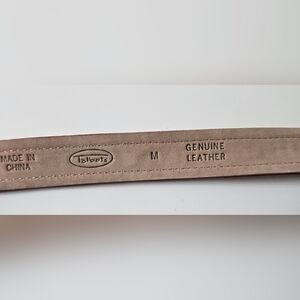 MADE IN
CHINA
Talbots
M
GENUINE
LEATHER